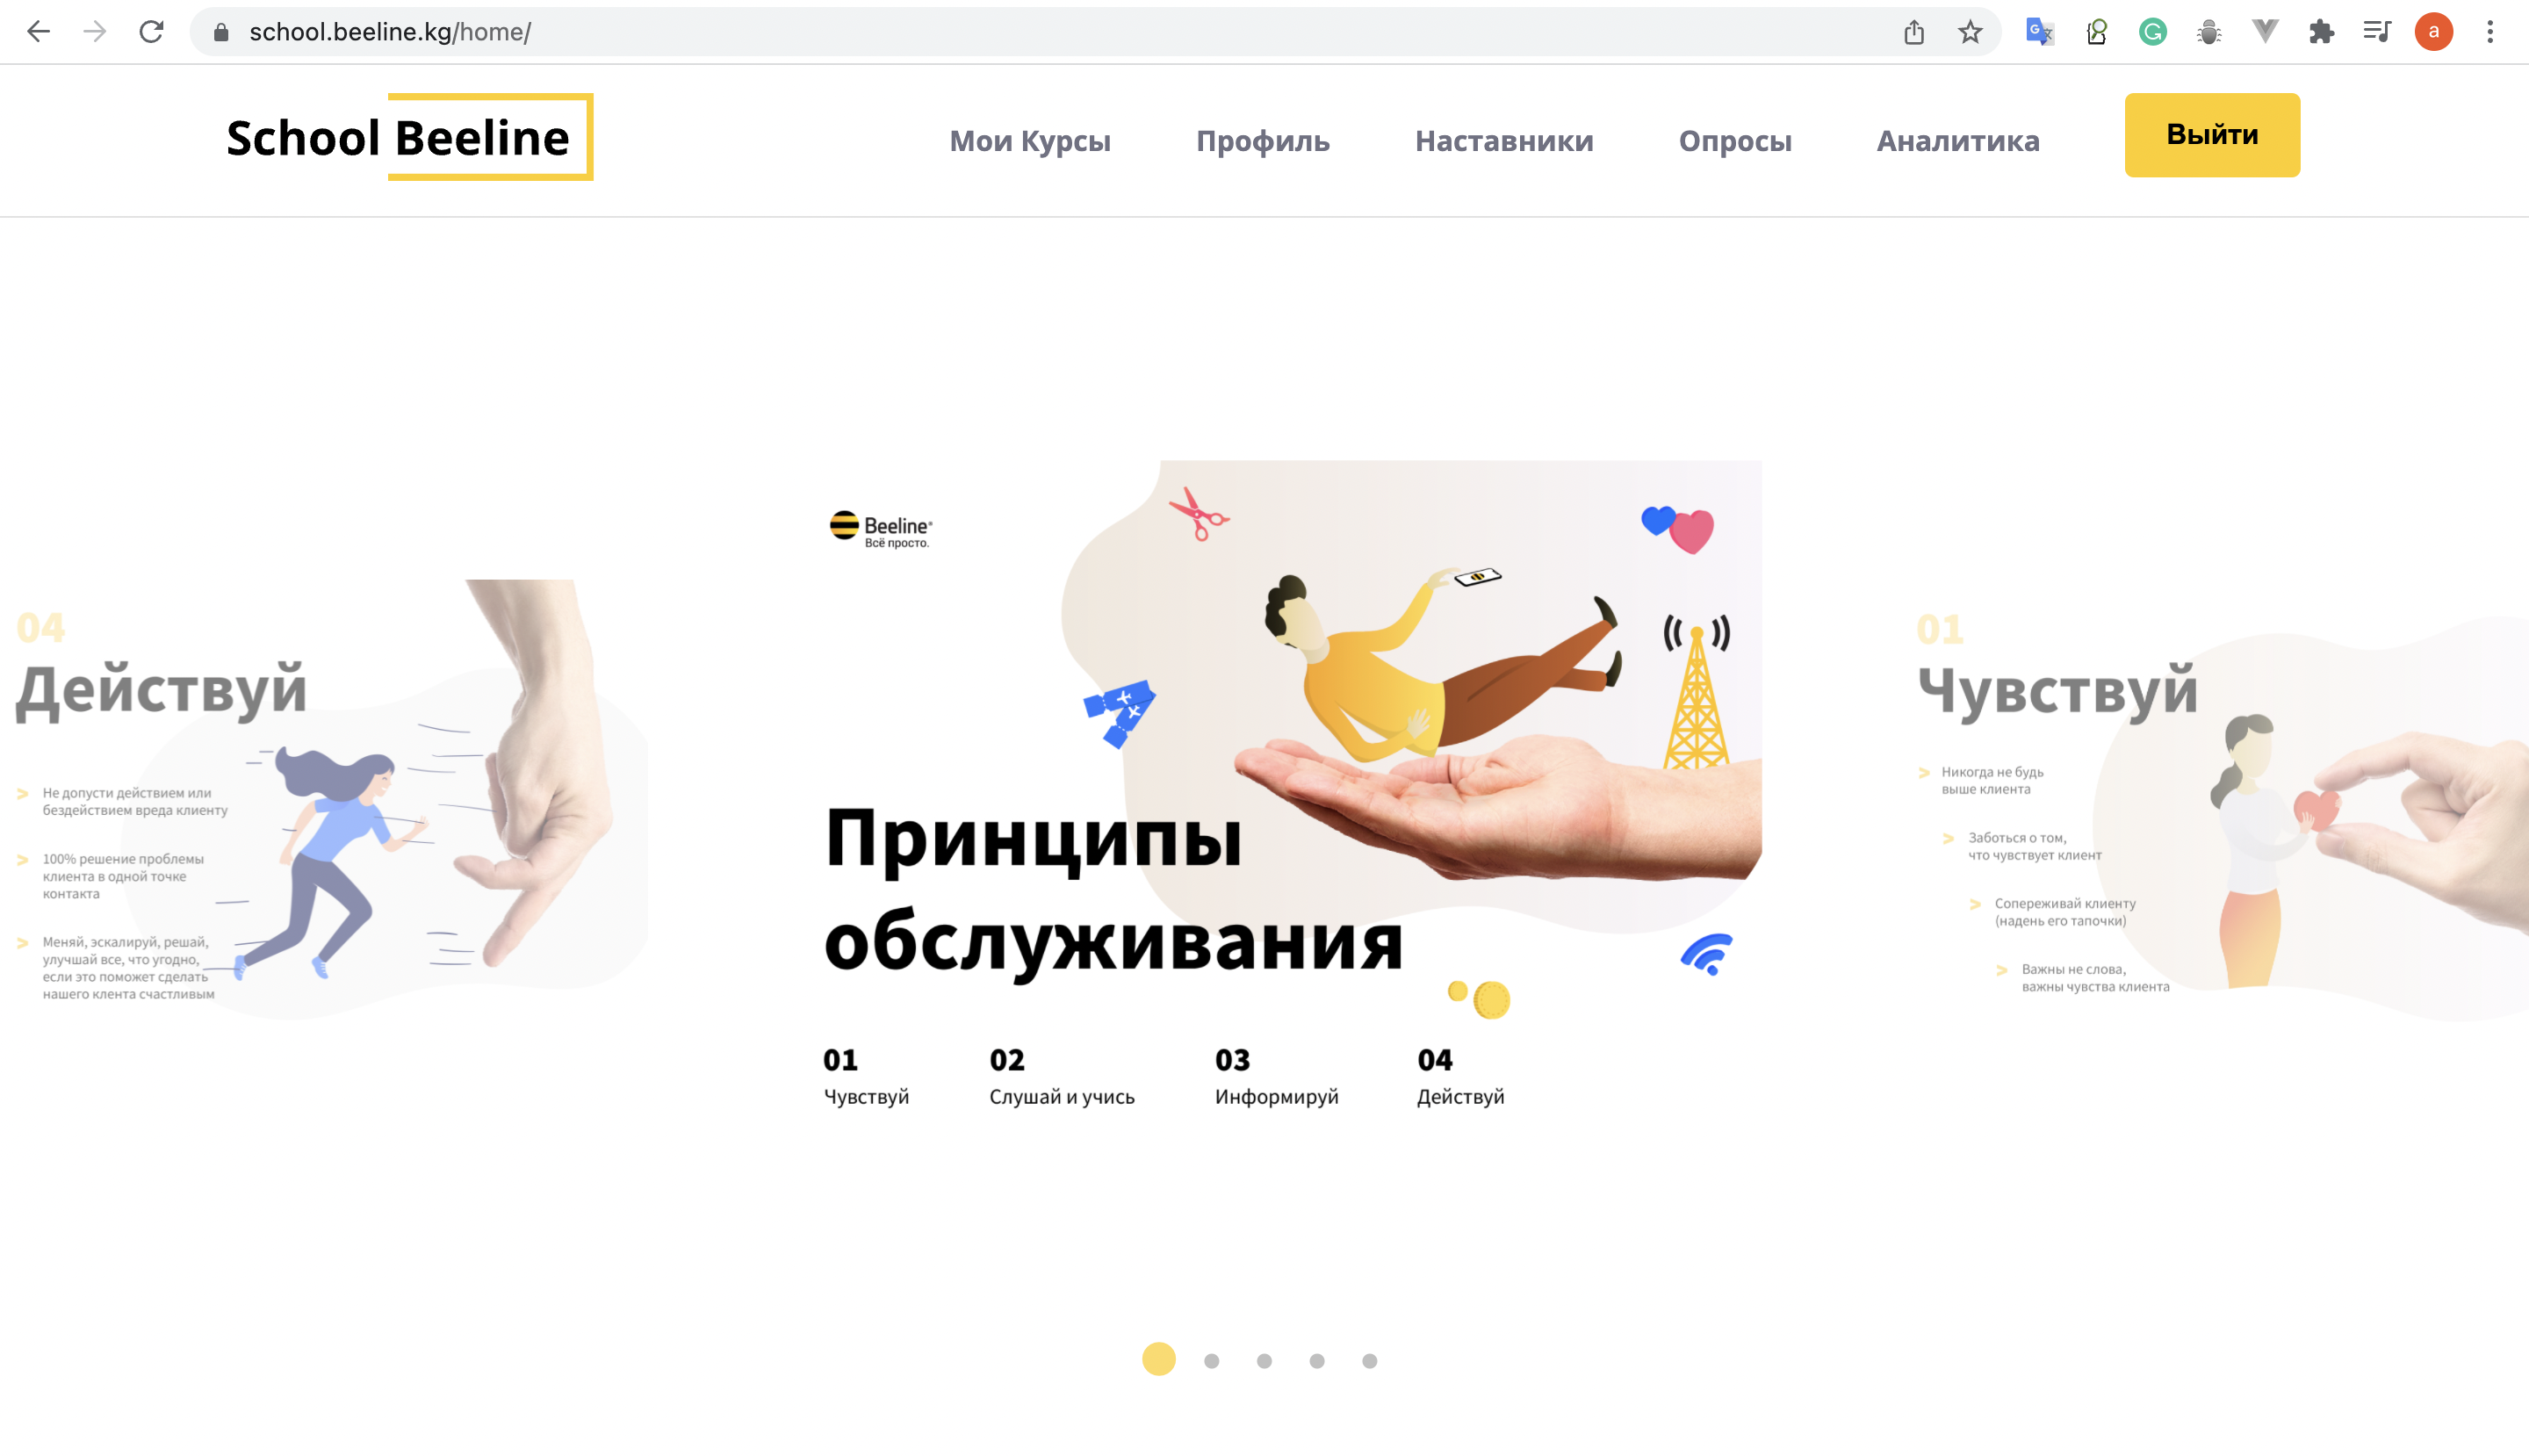 school.beeline.kg/home/
a
School Beeline
Мои Курсы
Профиль
Наставники
Опросы
Аналитика
Выйти
04
Действуй
Не допусти действием или
бездействием вреда клиенту
100% решение проблемы
клиента в одной точке
контакта
Меняй, эскалируй, решай,
улучшай все, что угодно,
если это поможет сделать
нашего клента счастливым
Beeline®
Всё просто.
Принципы
обслуживания
01
Чувствуй
02
Слушай и учись
03
Информируй
04
Действуй
01
Чувствуй
Никогда не будь
выше клиента
Заботься о том,
что чувствует клиент
Сопереживай клиенту
(надень его тапочки)
Важны не слова,
важны чувства клиента